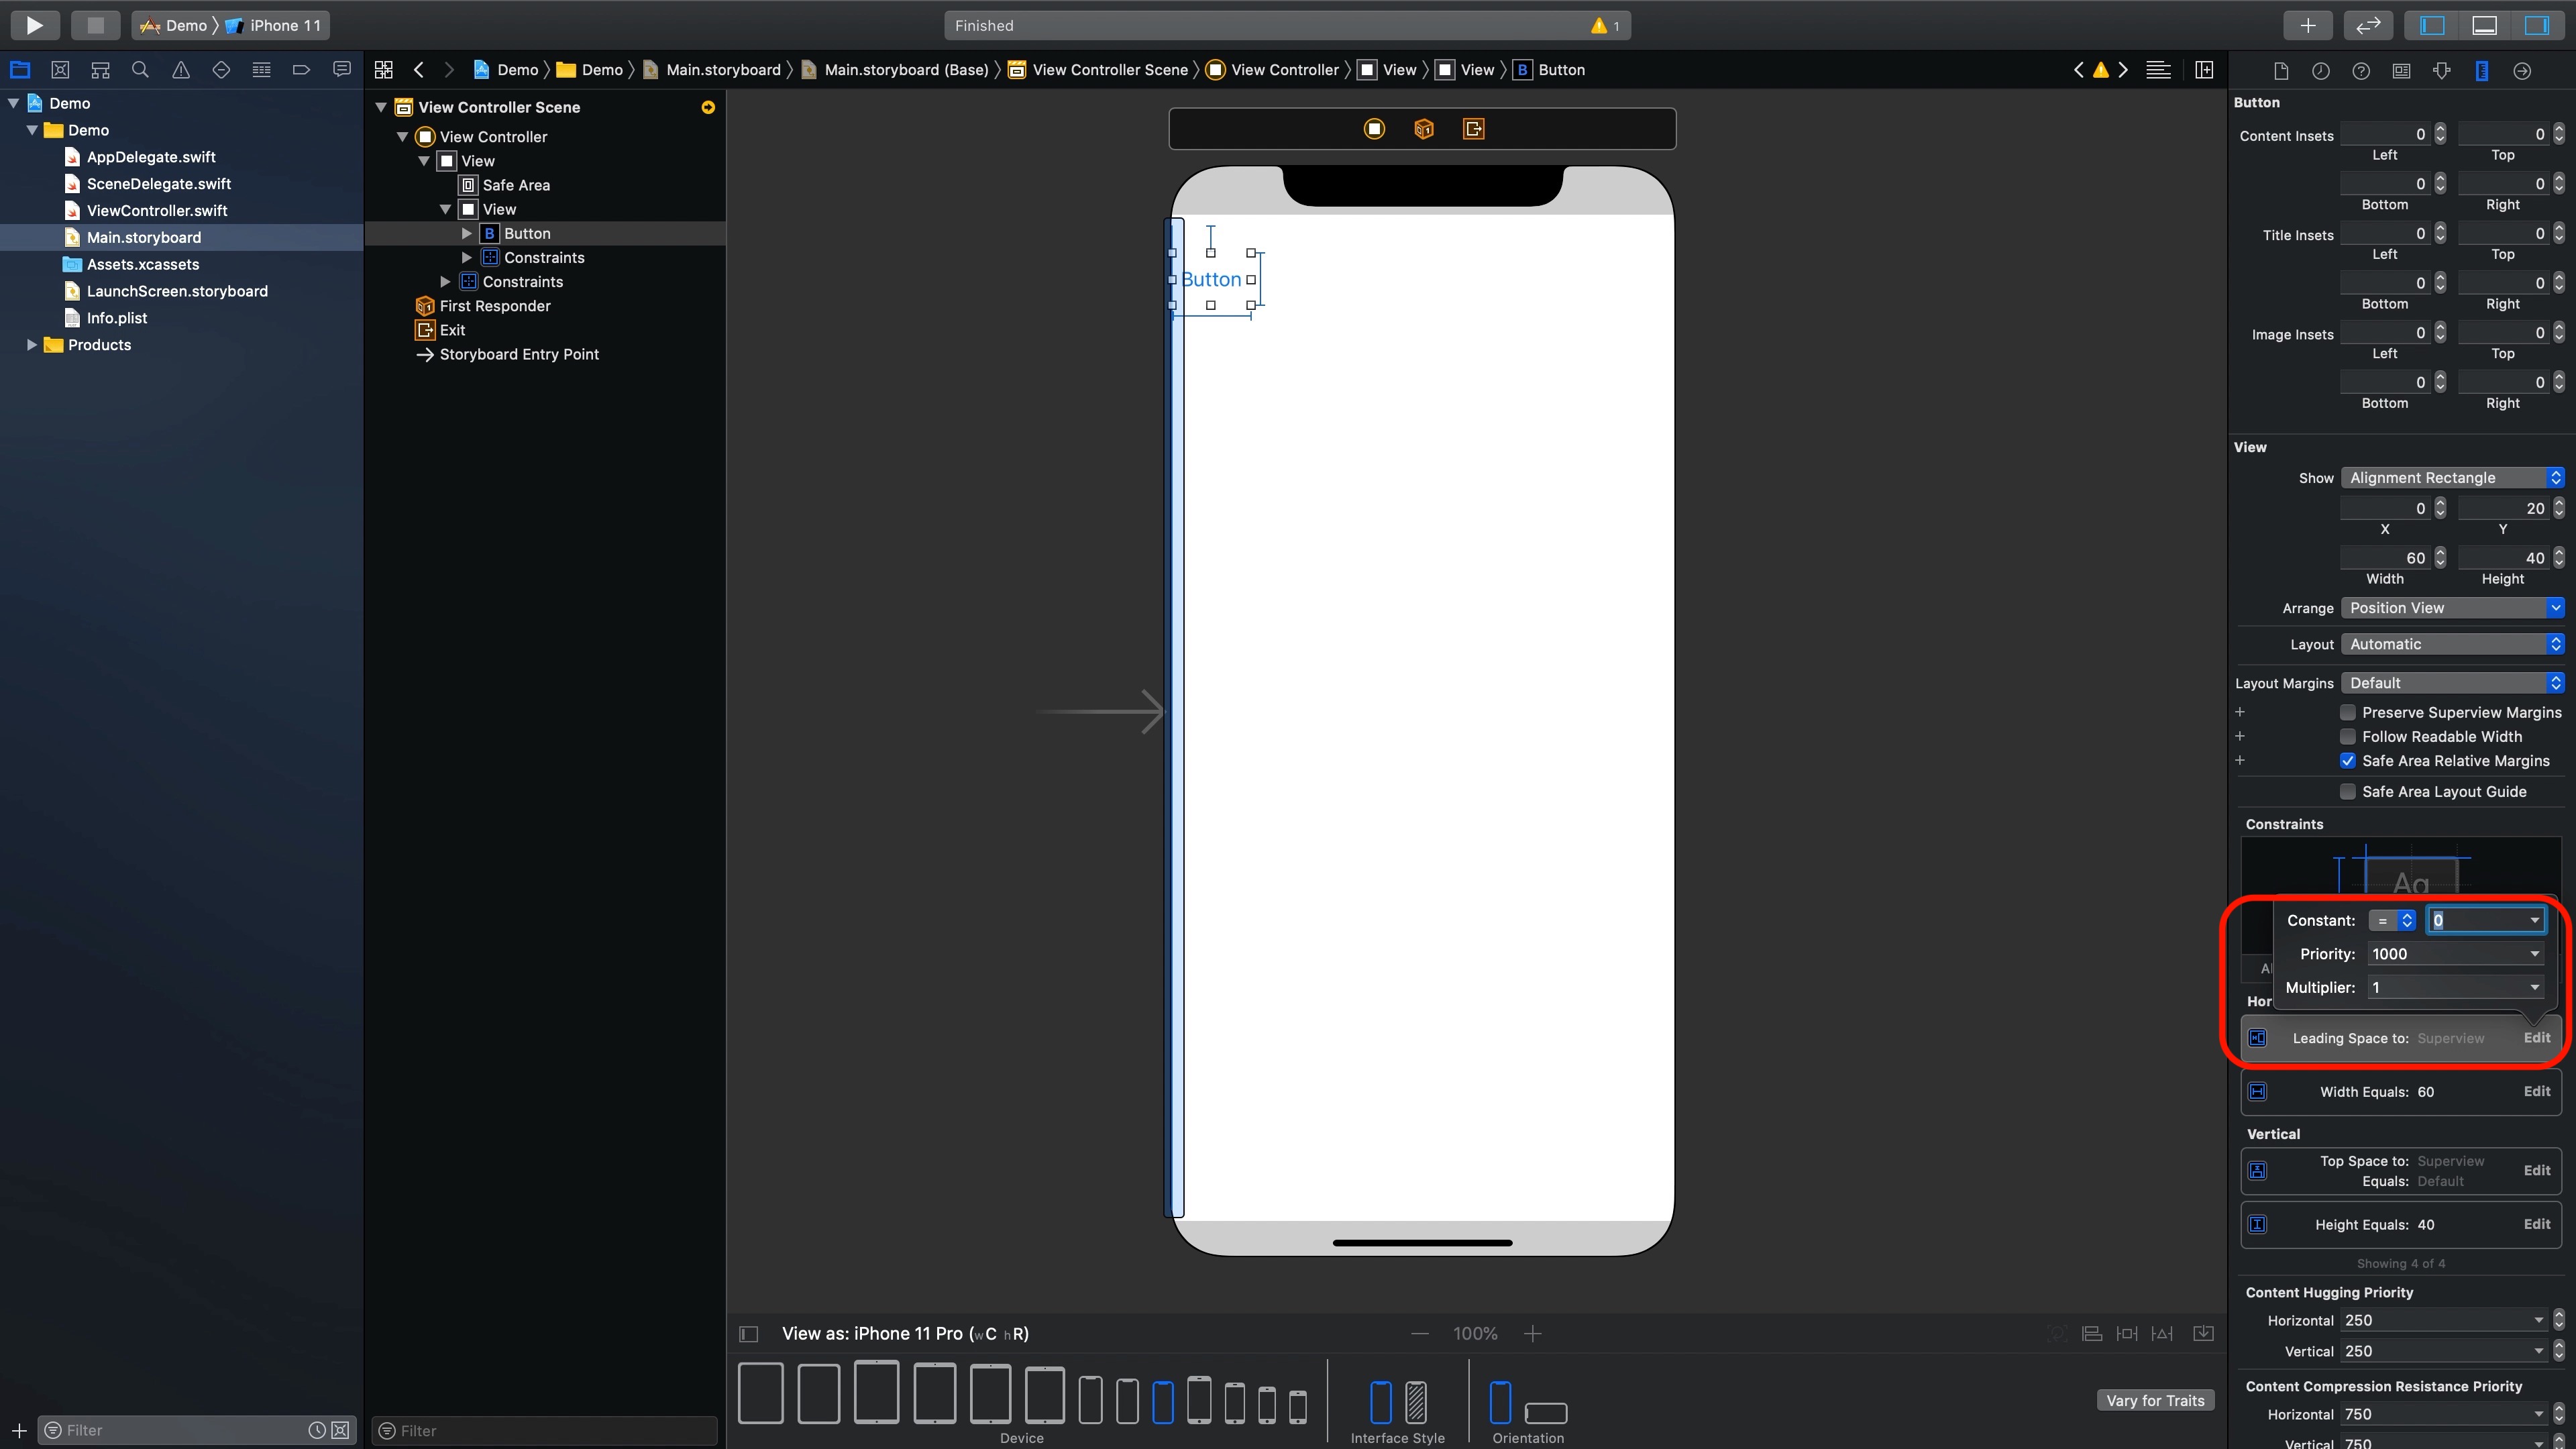 Demo
iPhone 11
Finished
1
Demo
Demo
Main.storyboard
Main.storyboard (Base)
View Controller Scene
View Controller
View
View
B
Button
Demo
Demo
AppDelegate.swift
SceneDelegate.swift
ViewController.swift
Main.storyboard
Assets.xcassets
LaunchScreen.storyboard
Info.plist
Products
Filter
View Controller Scene
View Controller
View
Safe Area
View
B Button
Constraints
Constraints
First Responder
Exit
Storyboard Entry Point
Filter
Button
View as: iPhone 11 Pro (wC hR)
100%
Device
Interface Style
Orientation
Vary for Traits
Button
Content Insets 0 0
Left Top
0 0
Bottom Right
Title Insets 0 0
Left Top
0 0
Bottom Right
Image Insets 0 0
Left Top
0 0
Bottom Right
View
Show Alignment Rectangle
0 20
X Y
60 40
Width Height
Arrange Position View
Layout Automatic
Layout Margins Default
Preserve Superview Margins
Follow Readable Width
Safe Area Relative Margins
Safe Area Layout Guide
Constraints
Constant: = 0
Priority: 1000
Multiplier: 1
Leading Space to: Superview Edit
Width Equals: 60 Edit
Vertical
Top Space to: Superview
Equals: Default Edit
Height Equals: 40 Edit
Showing 4 of 4
Content Hugging Priority
Horizontal 250
Vertical 250
Content Compression Resistance Priority
Horizontal 750
Vertical 750